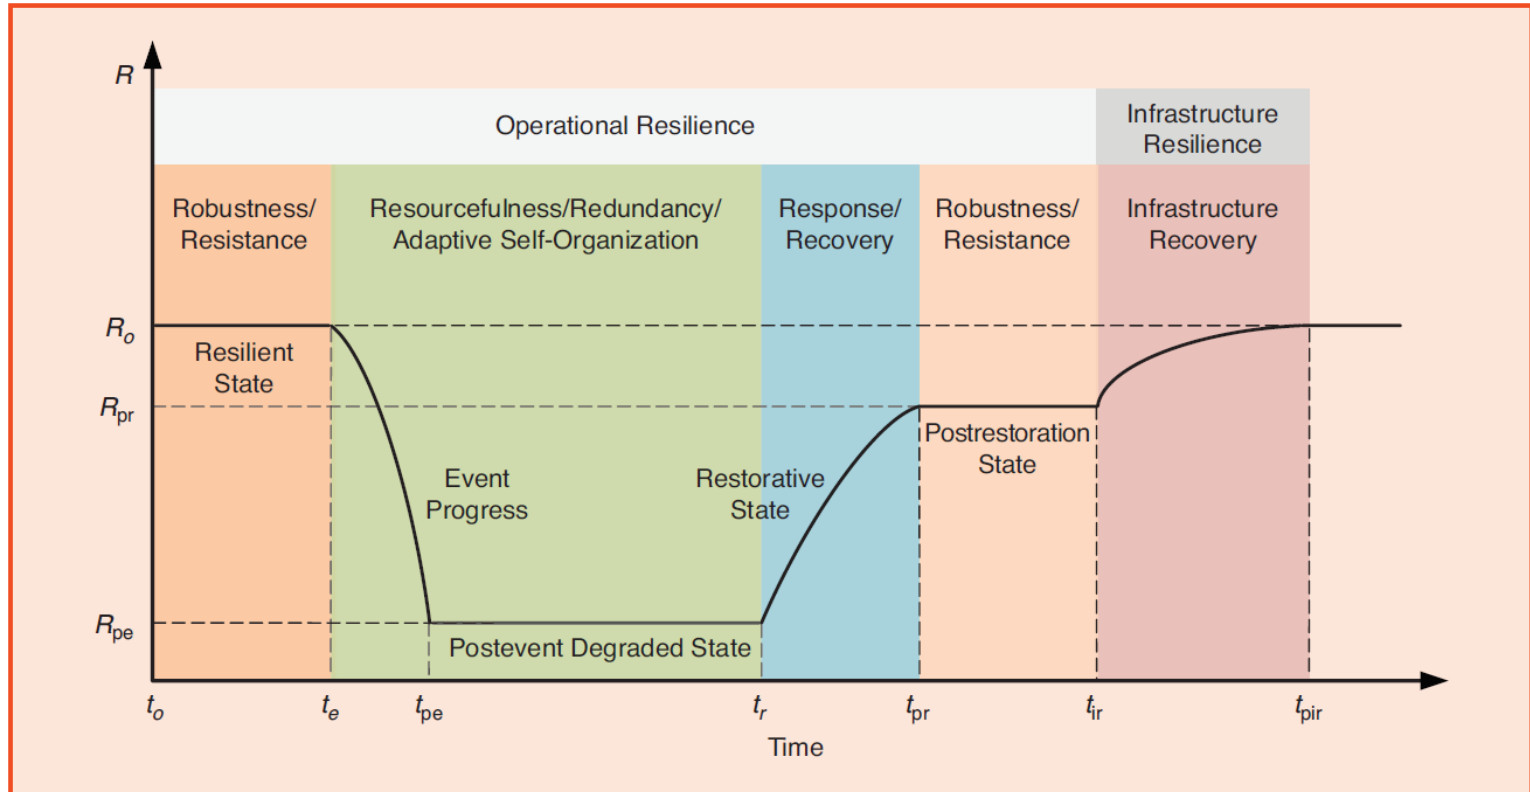 R
Operational Resilience
Infrastructure
Resilience
Robustness/
Resistance
Resourcefulness/Redundancy/
Adaptive Self-Organization
Response/
Recovery
Robustness/
Resistance
Infrastructure
Recovery
Ro
Resilient
State
Rpr
Postrestoration
State
Event
Progress
Restorative
State
Rpe
Postevent Degraded State
to
te
tpe
tr
tpr
tir
tpir
Time